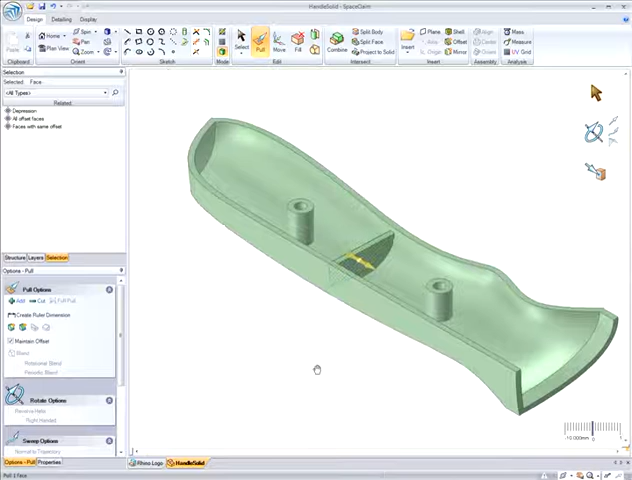 HandleSolid - SpaceClaim
Design Detailing Display
Paste
Home
Plan View
Spin
Pan
Zoom
Select
Pull
Move
Fill
Combine
Split Body
Split Face
Project to Solid
Insert
Plane
Shell
Offset
Mirror
Align
Mass
Measure
UV Grid
Clipboard Orient Sketch Mode Edit Intersect Insert Assembly Analysis
Selection
Selected: Face
<All Types>
Related:
Depression
All offset faces
Faces with same offset
Structure Layers Selection
Options - Pull
Pull Options
Add Cut Full Pull
Create Ruler Dimension
Maintain Offset
Blend
Rotational Blend
Periodic Blend
Rotate Options
Reverse Helix
Right Handed
Sweep Options
Normal to Trajectory
Options - Pull Properties
Rhino Logo HandleSolid
Pull 1 Face
-10.000mm 0